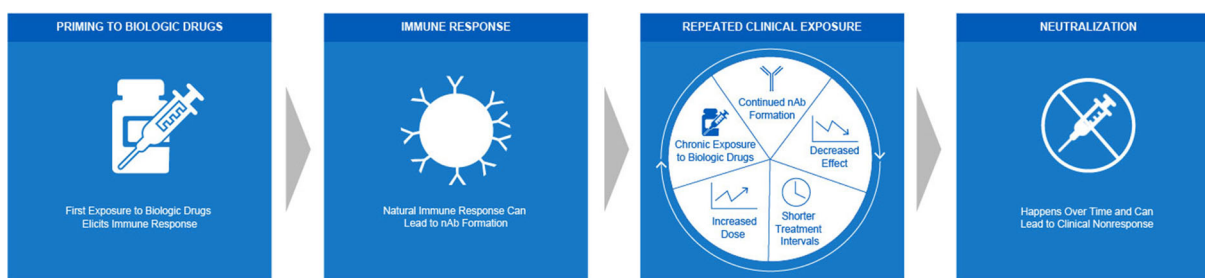 PRIMING TO BIOLOGIC DRUGS
First Exposure to Biologic Drugs
Elicits Immune Response
IMMUNE RESPONSE
Natural Immune Response Can
Lead to nAb Formation
REPEATED CLINICAL EXPOSURE
Continued nAb
Formation
Decreased
Effect
Shorter
Treatment
Intervals
Increased
Dose
Chronic Exposure
to Biologic Drugs
NEUTRALIZATION
Happens Over Time and Can
Lead to Clinical Nonresponse